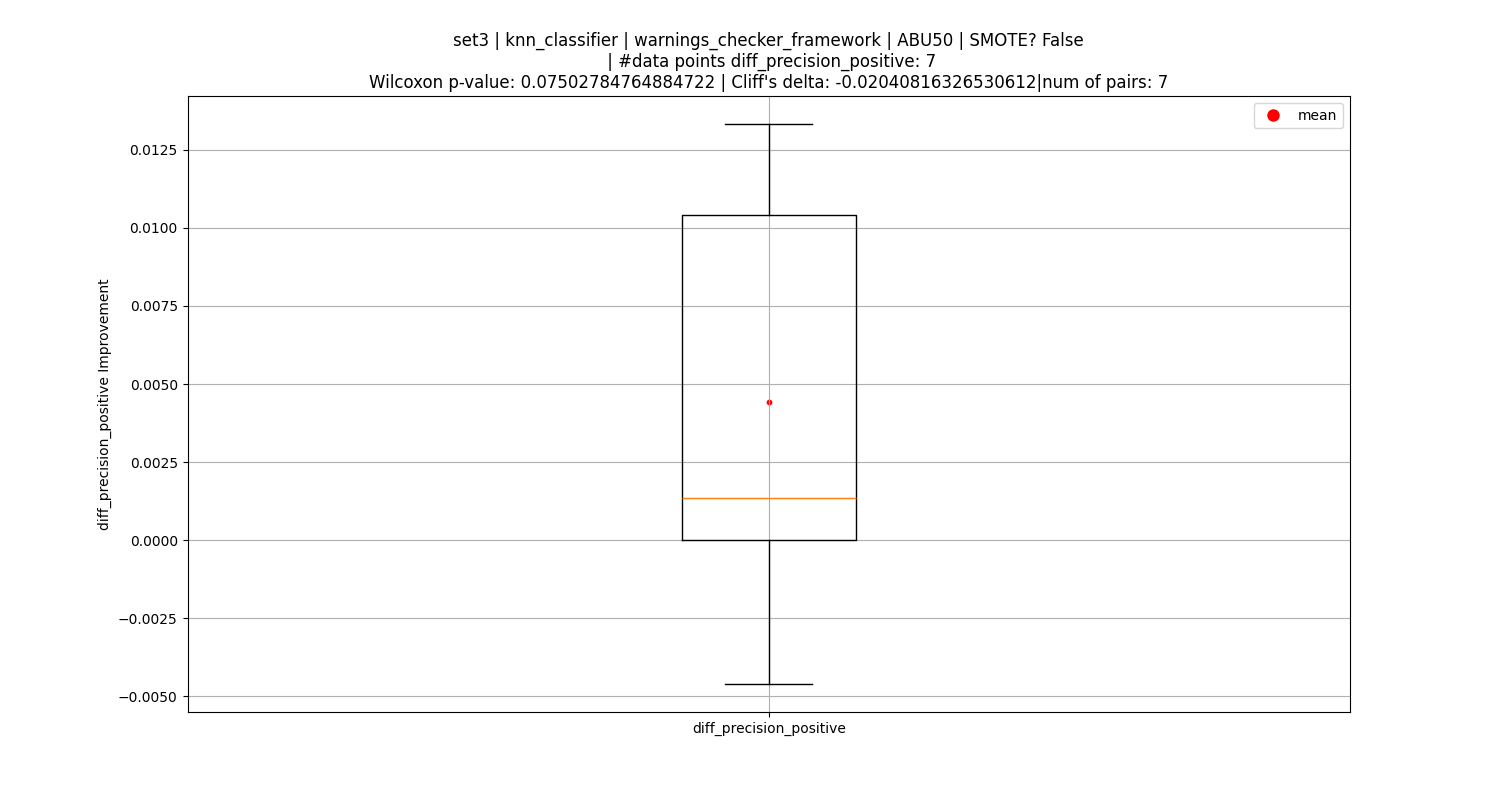 set3 | knn_classifier | warnings_checker_framework | ABU50 | SMOTE? False
| #data points diff_precision_positive: 7
Wilcoxon p-value: 0.07502784764884722 | Cliff's delta: -0.02040816326530612|num of pairs: 7
mean
0.0125
0.0100
0.0075
0.0050
0.0025
0.0000
−0.0025
−0.0050
diff_precision_positive Improvement
diff_precision_positive